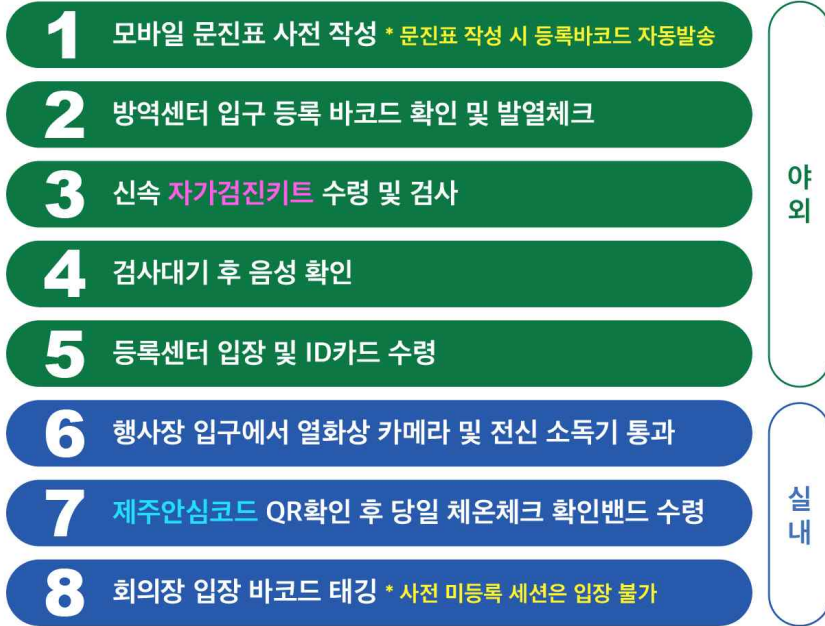 1 모바일 문진표 사전 작성 * 문진표 작성 시 등록바코드 자동발송
2 방역센터 입구 등록 바코드 확인 및 발열체크
3 신속 자가검진키트 수령 및 검사
4 검사대기 후 음성 확인
5 등록센터 입장 및 ID카드 수령
야외
6 행사장 입구에서 열화상 카메라 및 전신 소독기 통과
7 제주안심코드 QR확인 후 당일 체온체크 확인밴드 수령
8 회의장 입장 바코드 태깅 * 사전 미등록 세션은 입장 불가
실내